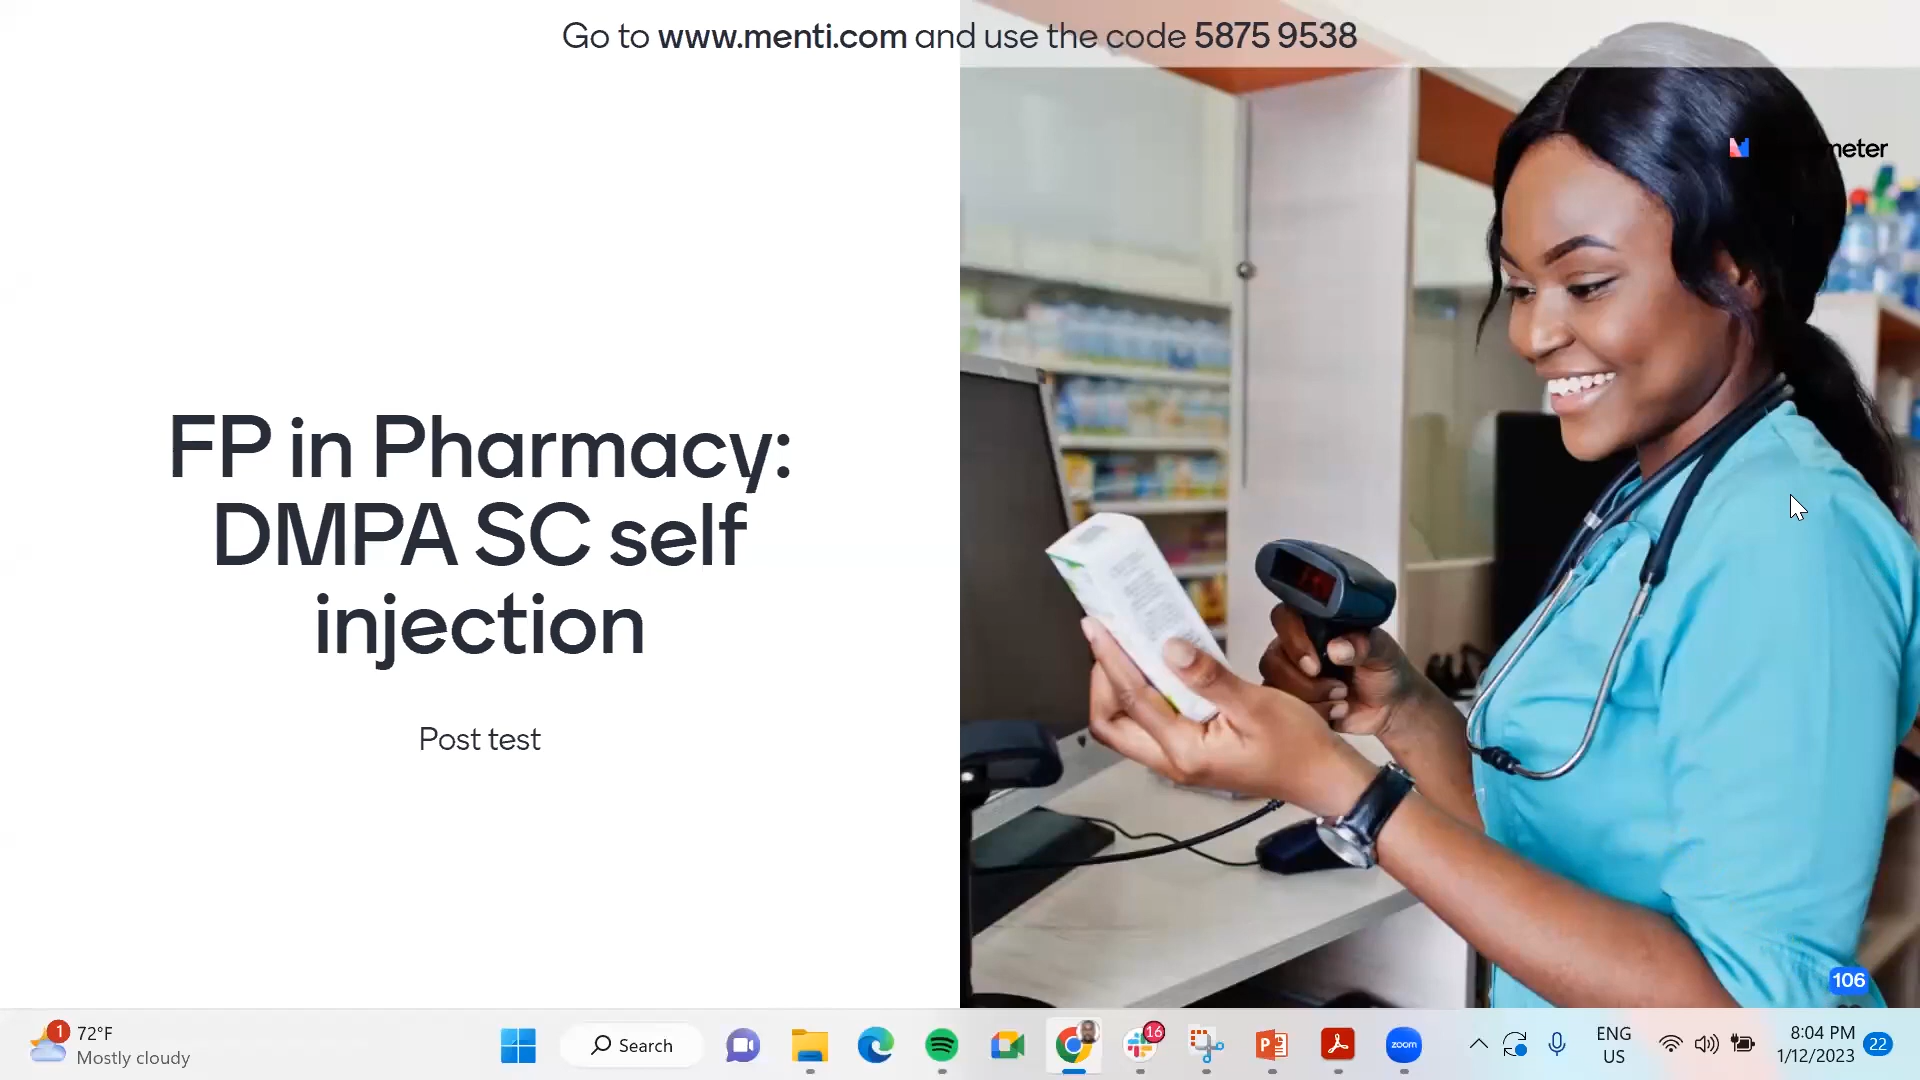 Go to www.menti.com and use the code 5875 9538
meter
FP in Pharmacy:
DMPA SC self
injection
Post test
106
1
72°F
Mostly cloudy
Search
16
P
zoom
ENG
US
8:04 PM
1/12/2023
22